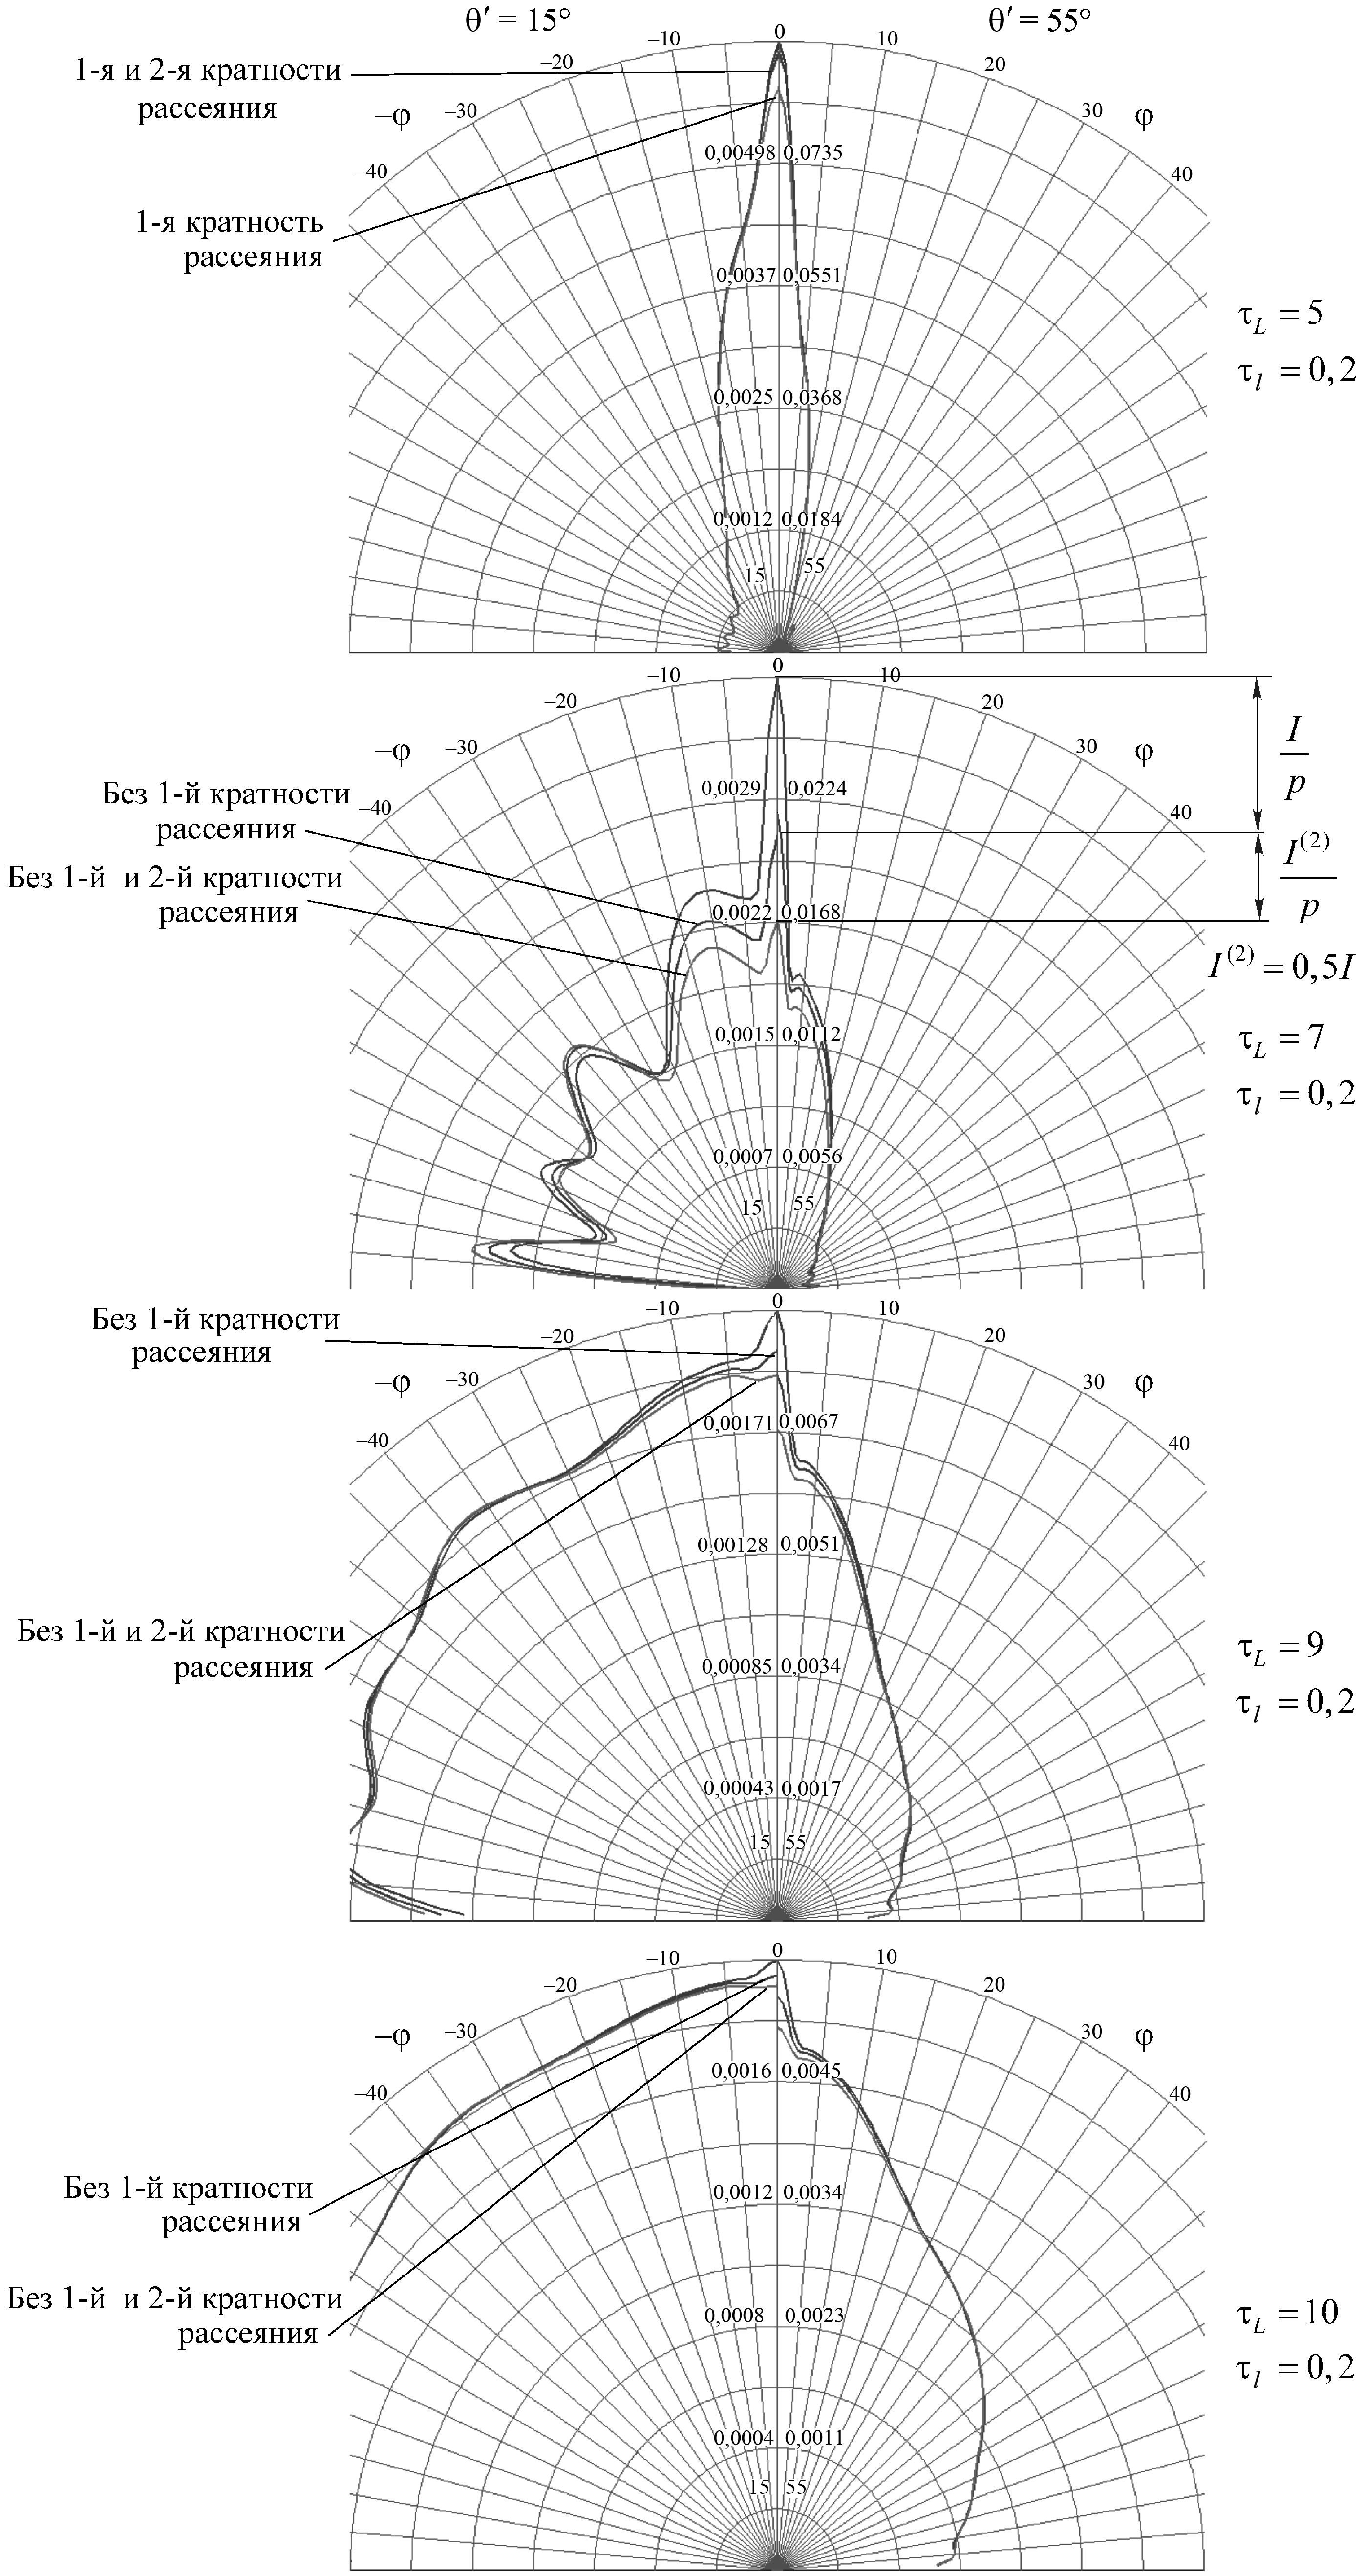 θ′ = 15° θ′ = 55°
–10 0 10
–20 20
–30 30
–40 40
–φ φ
1-я и 2-я кратности
рассеяния
1-я кратность
рассеяния
0,00498 0,0735
0,0037 0,0551
0,0025 0,0368
0,0012 0,0184
15 55
τL = 5
τl = 0,2
–10 0 10
–20 20
–30 30
–40 40
–φ φ
Без 1-й кратности
рассеяния
Без 1-й и 2-й кратности
рассеяния
0,0029 0,0224
0,0022 0,0168
0,0015 0,0112
0,0007 0,0056
15 55
I
p
I(2)
p
I(2) = 0,5I
τL = 7
τl = 0,2
–10 0 10
–20 20
–30 30
–40 40
–φ φ
Без 1-й кратности
рассеяния
Без 1-й и 2-й кратности
рассеяния
0,00171 0,0067
0,00128 0,0051
0,00085 0,0034
0,00043 0,0017
15 55
τL = 9
τl = 0,2
–10 0 10
–20 20
–30 30
–40 40
–φ φ
Без 1-й кратности
рассеяния
Без 1-й и 2-й кратности
рассеяния
0,0016 0,0045
0,0012 0,0034
0,0008 0,0023
0,0004 0,0011
15 55
τL = 10
τl = 0,2